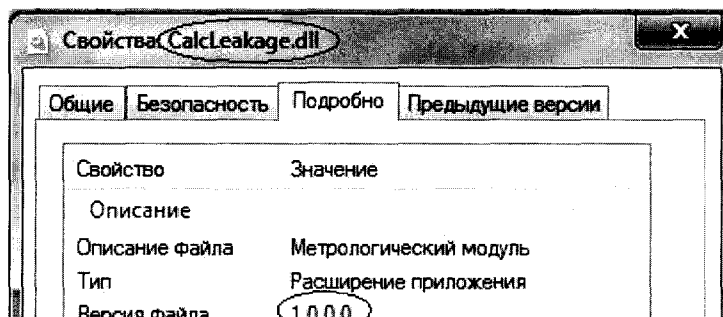 Свойства: CalcLeakage.dll
Общие Безопасность Подробно Предыдущие версии
Свойство Значение
Описание
Описание файла Метрологический модуль
Тип Расширение приложения
Версия файла 1.0.0.0